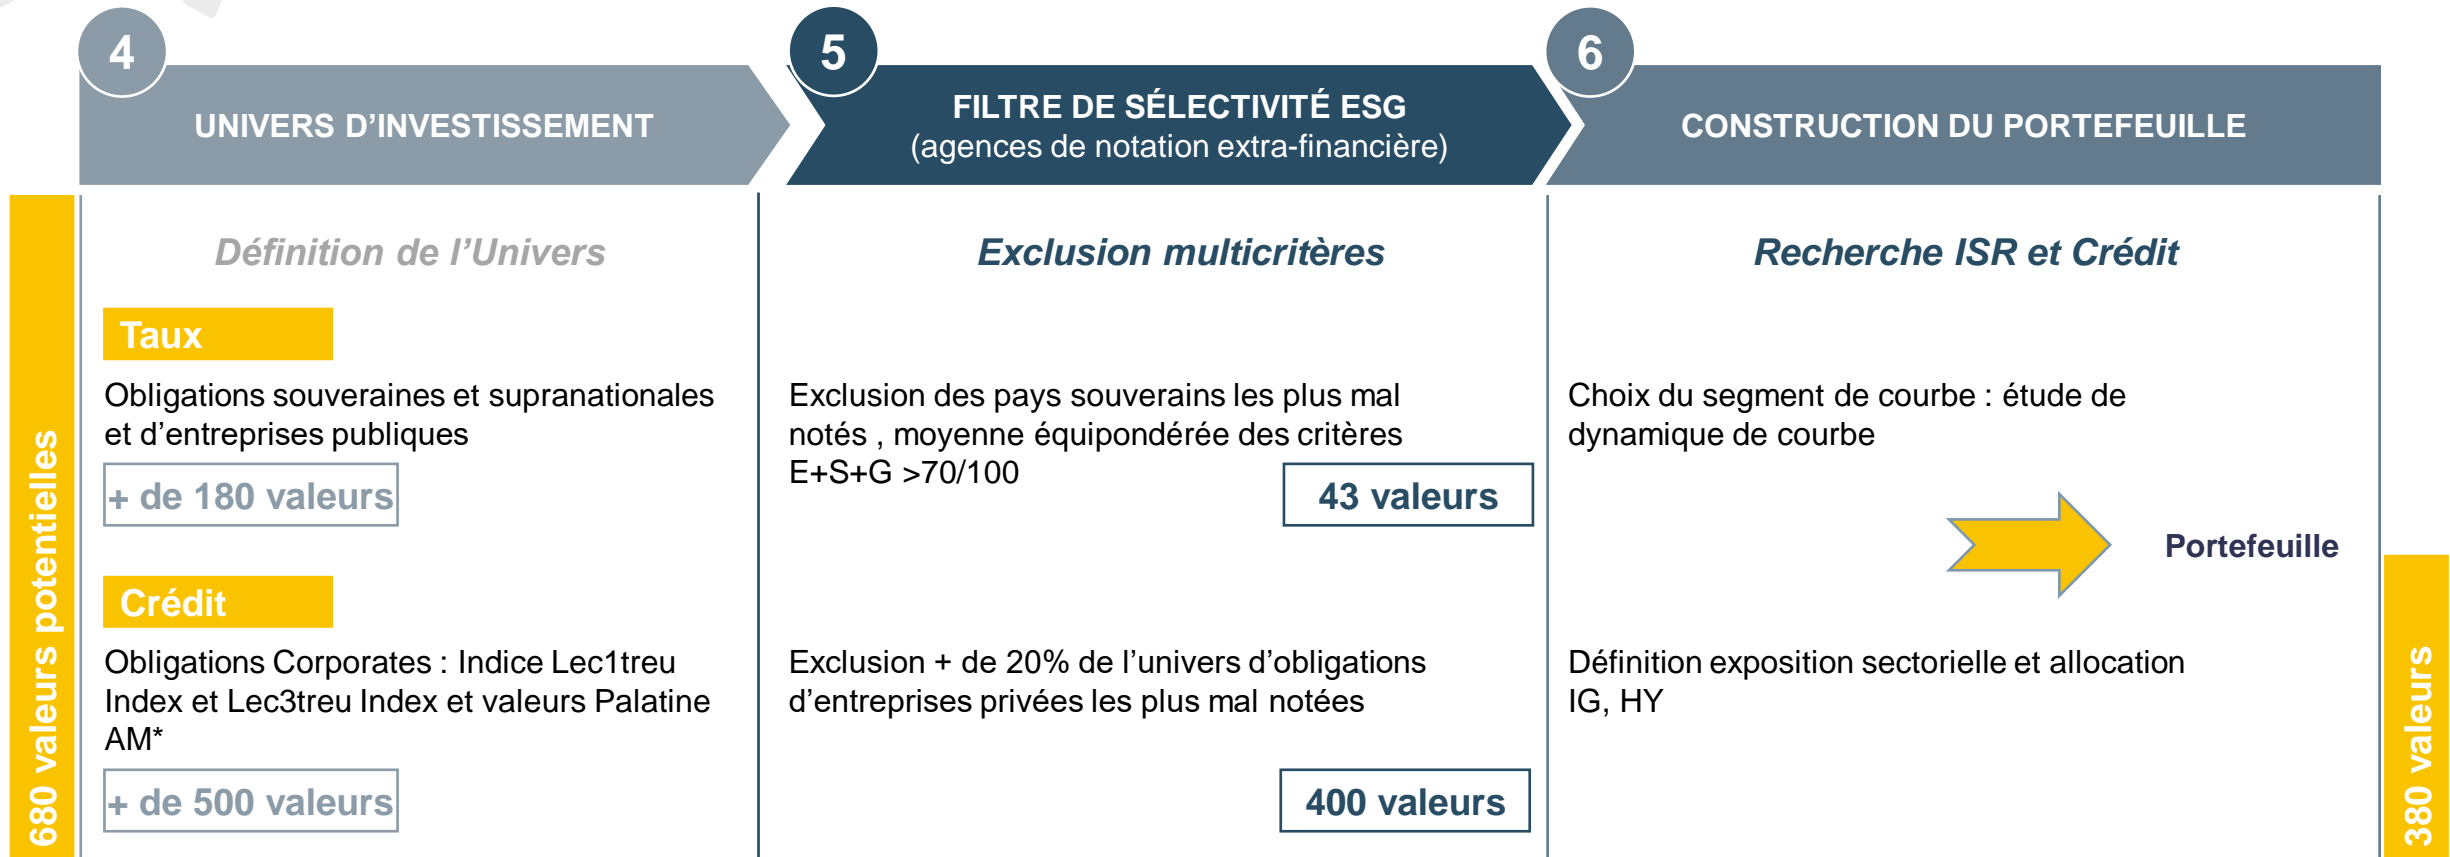 4
UNIVERS D’INVESTISSEMENT
5
FILTRE DE SÉLECTIVITÉ ESG
(agences de notation extra-financière)
6
CONSTRUCTION DU PORTEFEUILLE
680 valeurs potentielles
Définition de l’Univers
Taux
Obligations souveraines et supranationales
et d’entreprises publiques
+ de 180 valeurs
Crédit
Obligations Corporates : Indice Lec1treu
Index et Lec3treu Index et valeurs Palatine
AM*
+ de 500 valeurs
Exclusion multicritères
Exclusion des pays souverains les plus mal
notés , moyenne équipondérée des critères
E+S+G >70/100
43 valeurs
Exclusion + de 20% de l’univers d’obligations
d’entreprises privées les plus mal notées
400 valeurs
Recherche ISR et Crédit
Choix du segment de courbe : étude de
dynamique de courbe
Portefeuille
Définition exposition sectorielle et allocation
IG, HY
380 valeurs